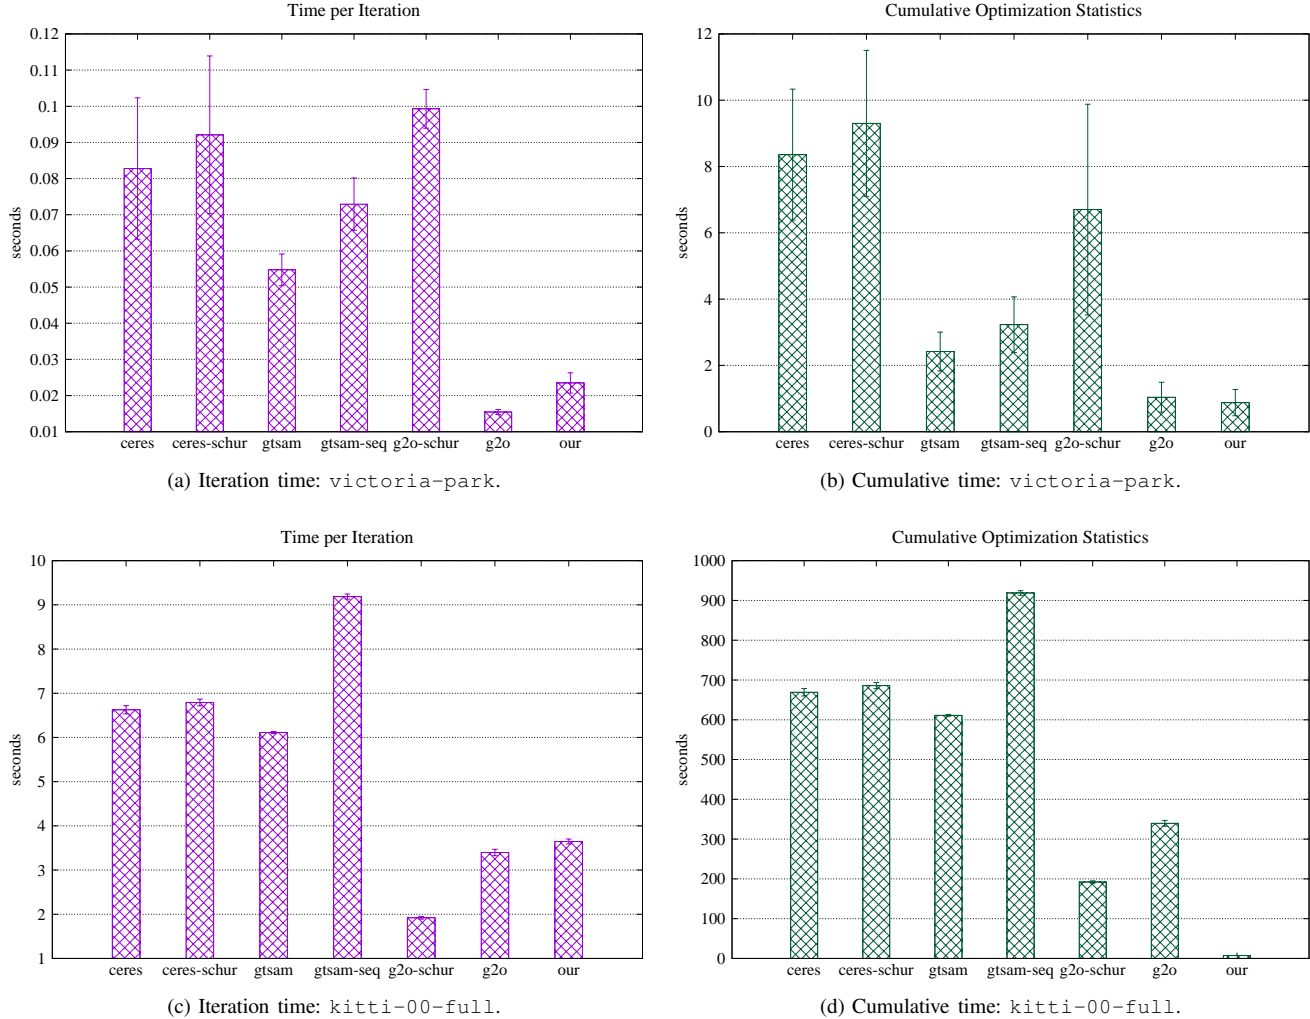 Time per Iteration
0.12
0.11
0.1
0.09
0.08
0.07
0.06
0.05
0.04
0.03
0.02
0.01
seconds
ceres ceres-schur gtsam gtsam-seq g2o-schur g2o our
(a) Iteration time: victoria-park.
Cumulative Optimization Statistics
12
10
8
6
4
2
0
seconds
ceres ceres-schur gtsam gtsam-seq g2o-schur g2o our
(b) Cumulative time: victoria-park.
Time per Iteration
10
9
8
7
6
5
4
3
2
1
seconds
ceres ceres-schur gtsam gtsam-seq g2o-schur g2o our
(c) Iteration time: kitti-00-full.
Cumulative Optimization Statistics
1000
900
800
700
600
500
400
300
200
100
0
seconds
ceres ceres-schur gtsam gtsam-seq g2o-schur g2o our
(d) Cumulative time: kitti-00-full.